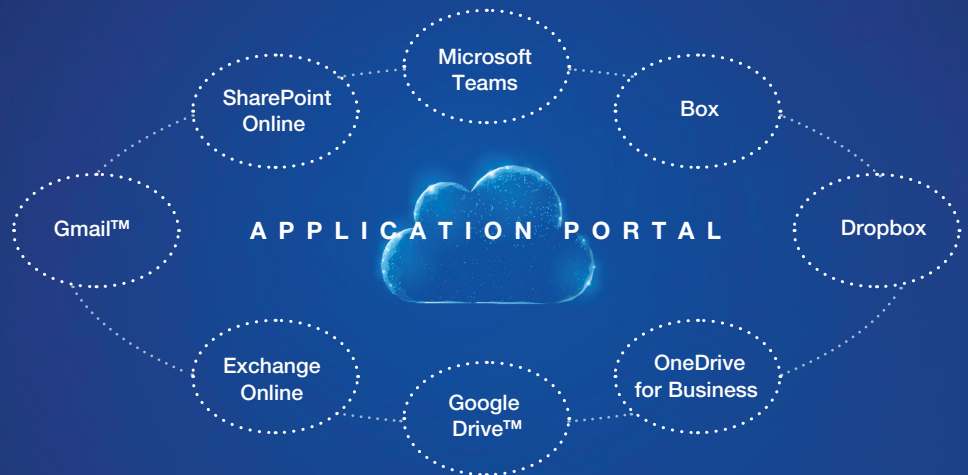 Microsoft
Teams
SharePoint
Online
Box
Gmail™
APPLICATION PORTAL
Dropbox
Exchange
Online
OneDrive
for Business
Google
Drive™